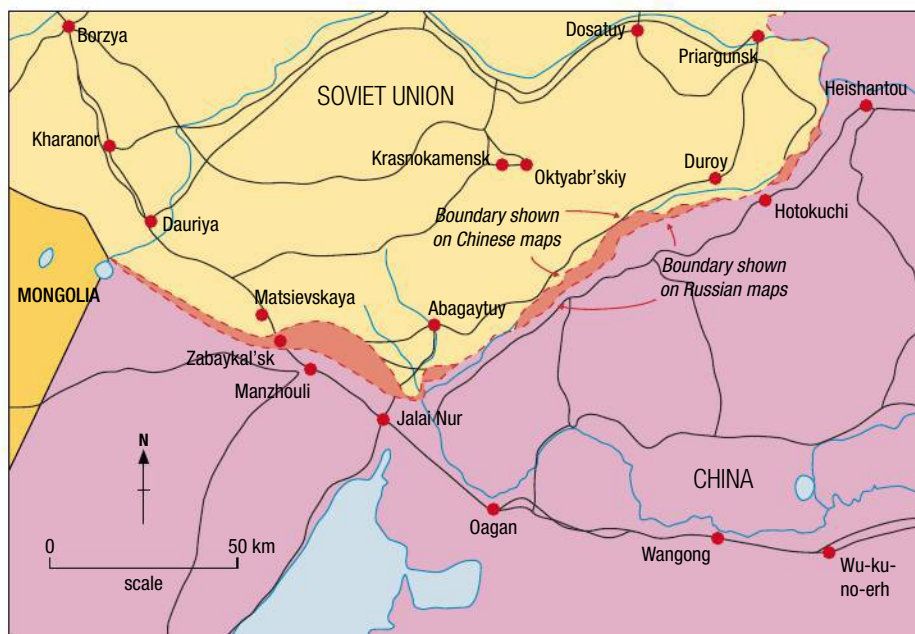 Borzya
Dosatuy
Priargunsk
SOVIET UNION
Heishantou
Kharanor
Krasnokamensk
Oktyabr'skiy
Duroy
Dauriya
Boundary shown
on Chinese maps
Hotokuchi
MONGOLIA
Boundary shown
on Russian maps
Matsievskaya
Abagaytuy
Zabaykal'sk
Manzhouli
Jalai Nur
N
CHINA
Oagan
0
50 km
scale
Wangong
Wu-ku-
no-erh